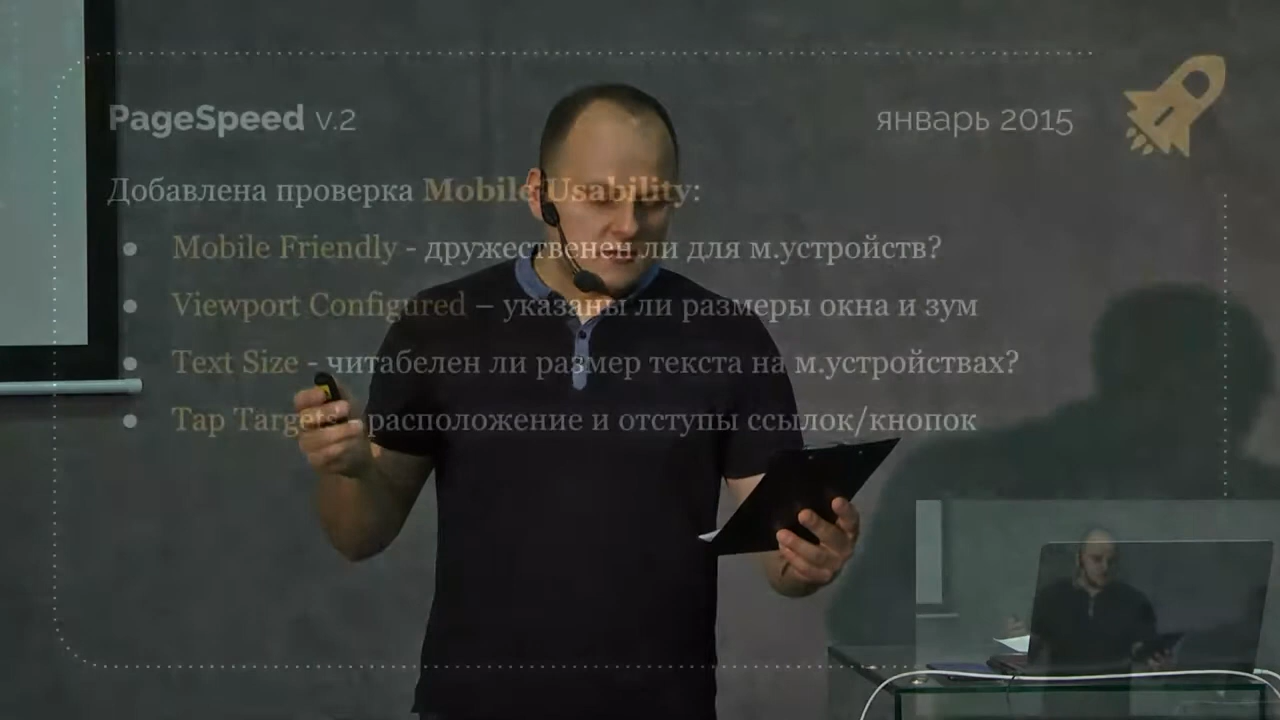 PageSpeed v.2
январь 2015
Добавлена проверка Mobile Usability:
Mobile Friendly - дружественен ли для м.устройств?
Viewport Configured – указаны ли размеры окна и зум
Text Size - читабелен ли размер текста на м.устройствах?
Tap Targets - расположение и отступы ссылок/кнопок